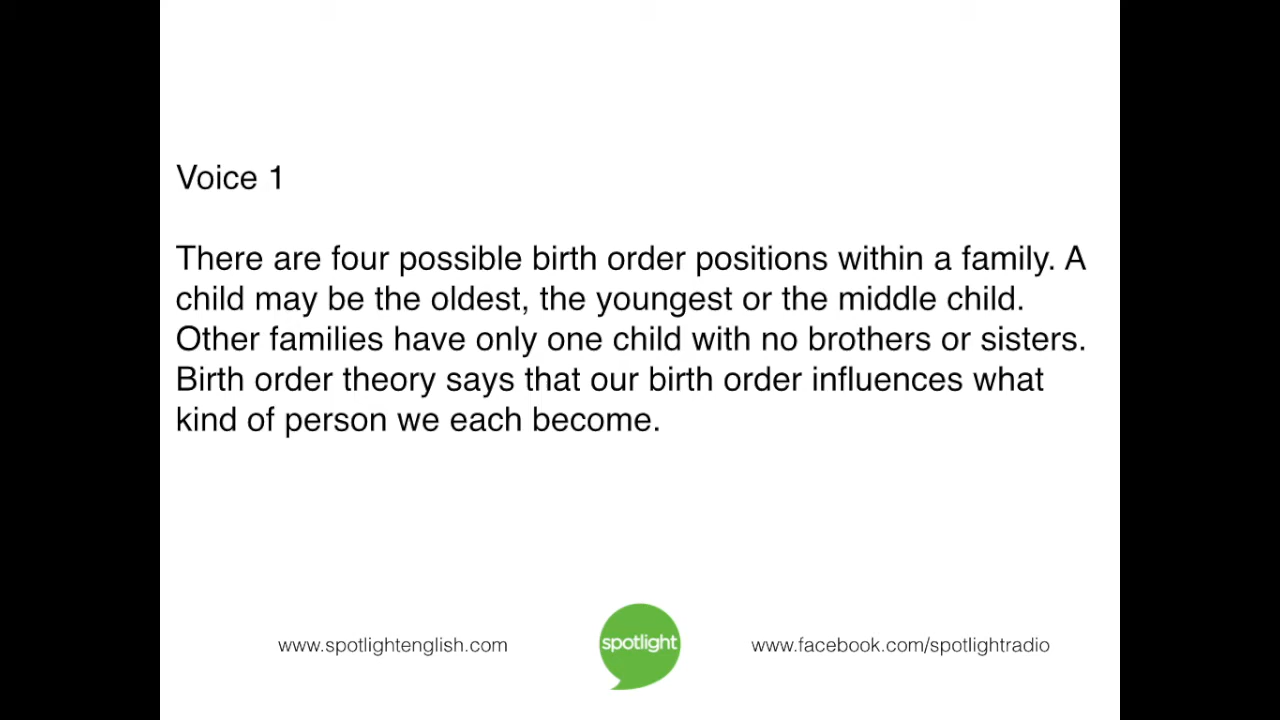 Voice 1
There are four possible birth order positions within a family. A
child may be the oldest, the youngest or the middle child.
Other families have only one child with no brothers or sisters.
Birth order theory says that our birth order influences what
kind of person we each become.
www.spotlightenglish.com
spotlight
www.facebook.com/spotlightradio